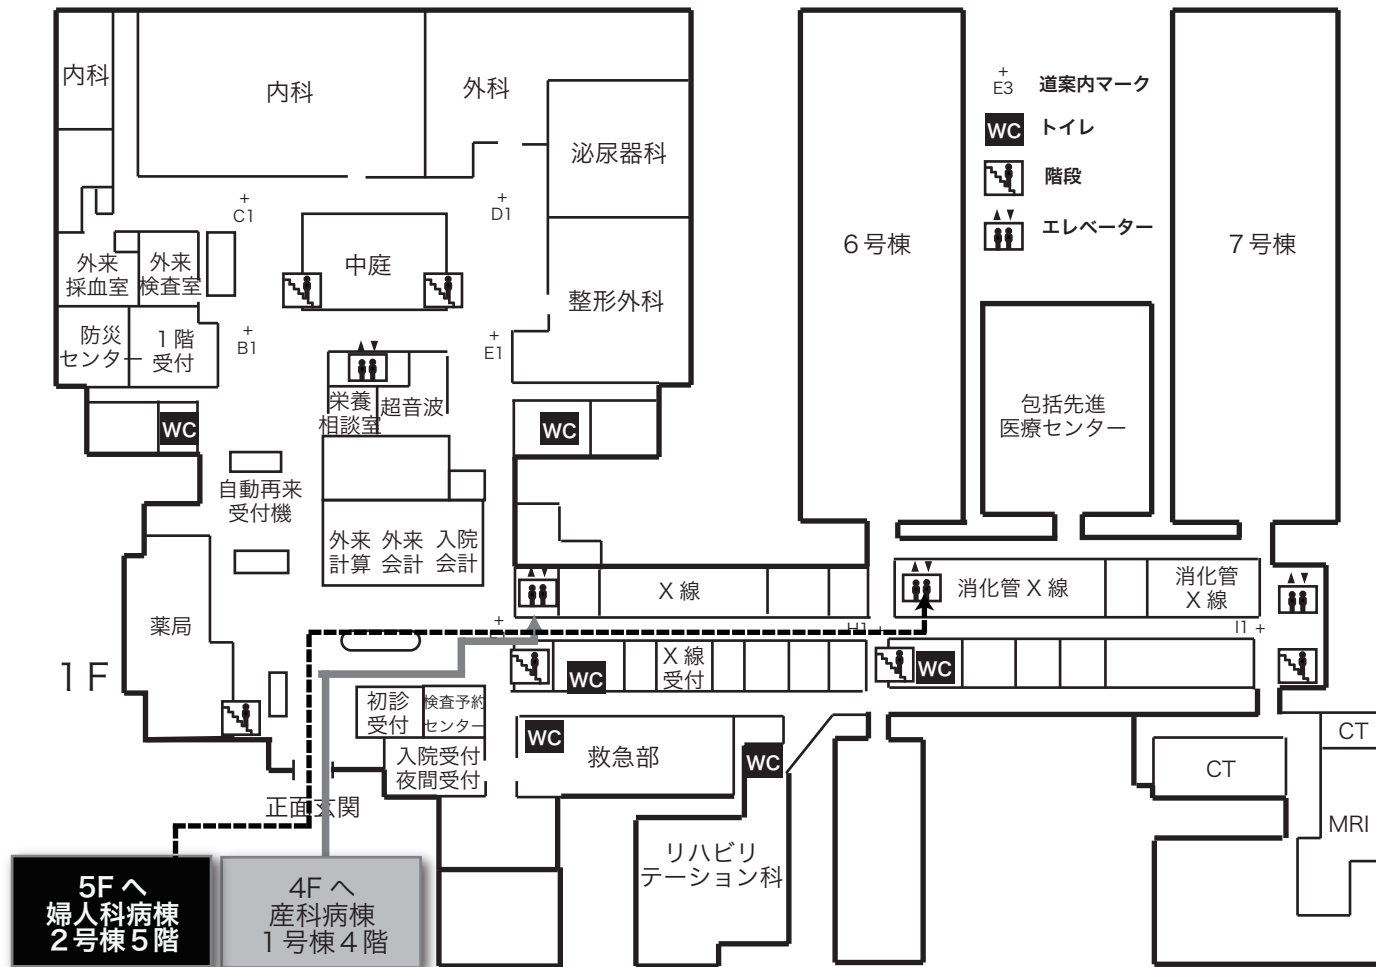 内科
内科
外科
泌尿器科
+
C1
+
D1
外来
採血室
外来
検査室
中庭
整形外科
防災
センター
1階
受付
+
B1
+
E1
栄養
相談室
超音波
WC
WC
自動再来
受付機
外来
計算
外来
会計
入院
会計
薬局
1F
X線
+
WC
X線
受付
初診
受付
検査予約
センター
入院受付
夜間受付
WC
救急部
WC
正面玄関
リハビリ
テーション科
6号棟
7号棟
+
E3
道案内マーク
WC
トイレ
階段
エレベーター
包括先進
医療センター
消化管X線
消化管
X線
H1 +
I1 +
WC
CT
CT
MRI
5Fへ
婦人科病棟
2号棟5階
4Fへ
産科病棟
1号棟4階